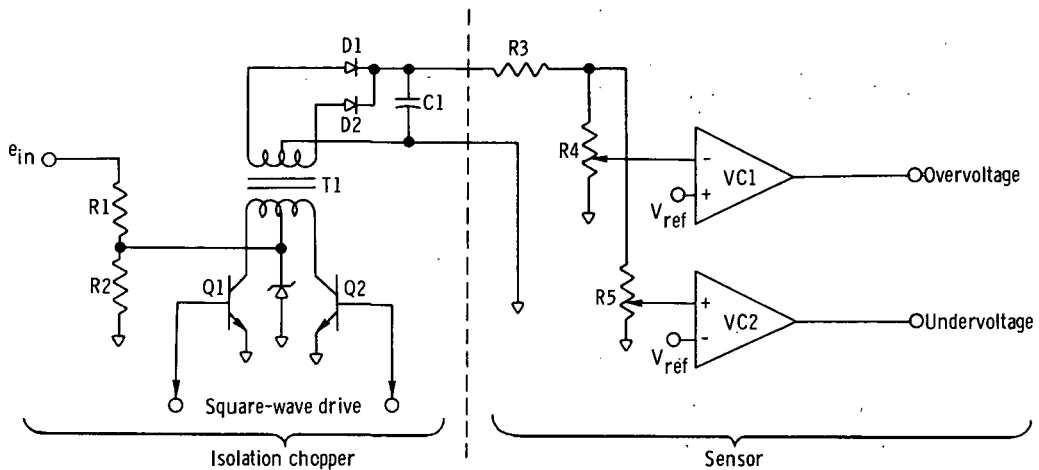 D1
R3
D2
C1
e_in
R4
-
VC1
Overvoltage
R1
T1
V_ref
+
R2
Q1
Q2
R5
+
VC2
Undervoltage
V_ref
-
Square-wave drive
Isolation chopper
Sensor